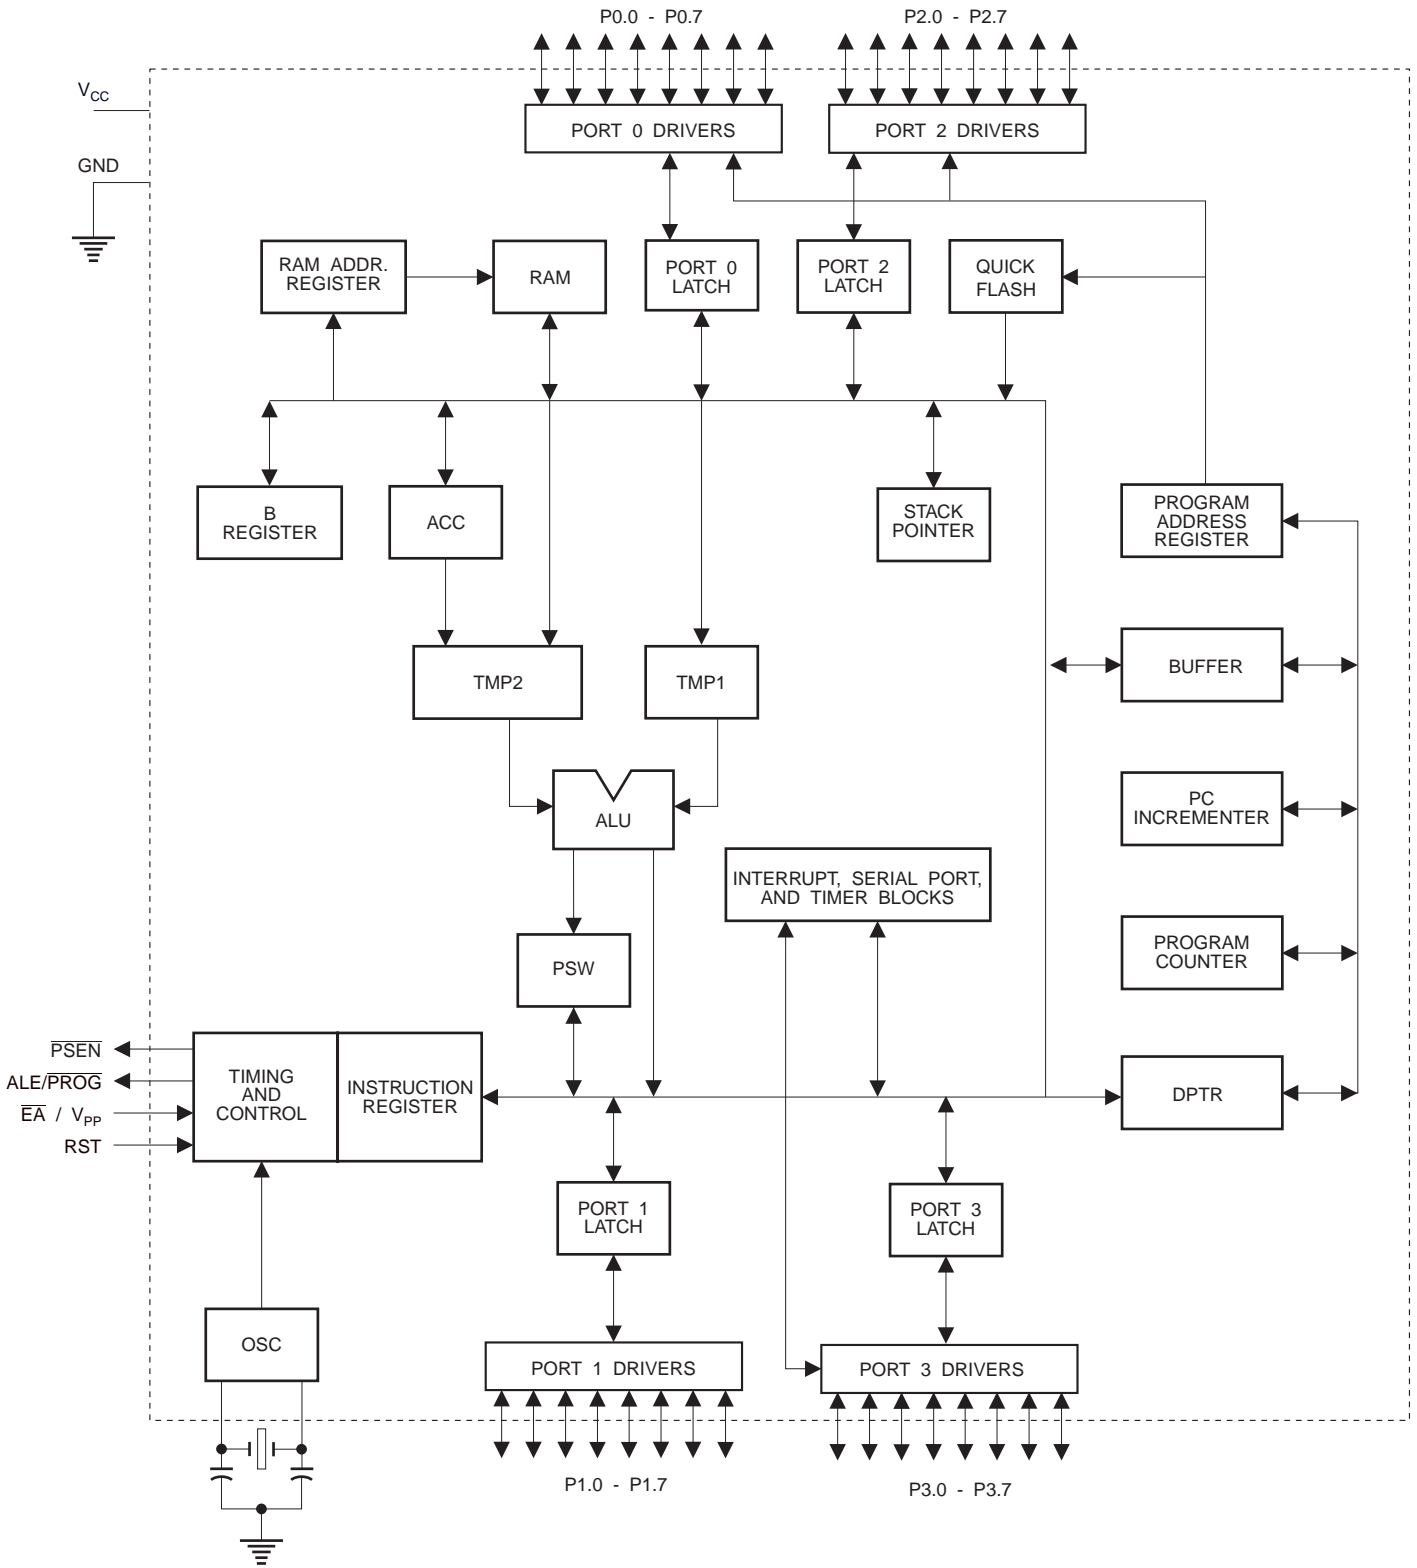 P0.0 - P0.7
P2.0 - P2.7
VCC
PORT 0 DRIVERS
PORT 2 DRIVERS
GND
RAM ADDR.
REGISTER
RAM
PORT 0
LATCH
PORT 2
LATCH
QUICK
FLASH
B
REGISTER
ACC
STACK
POINTER
PROGRAM
ADDRESS
REGISTER
TMP2
TMP1
BUFFER
ALU
PC
INCREMENTER
INTERRUPT, SERIAL PORT,
AND TIMER BLOCKS
PSW
PROGRAM
COUNTER
PSEN
ALE/PROG
EA / VPP
RST
TIMING
AND
CONTROL
INSTRUCTION
REGISTER
DPTR
PORT 1
LATCH
PORT 3
LATCH
OSC
PORT 1 DRIVERS
PORT 3 DRIVERS
P1.0 - P1.7
P3.0 - P3.7